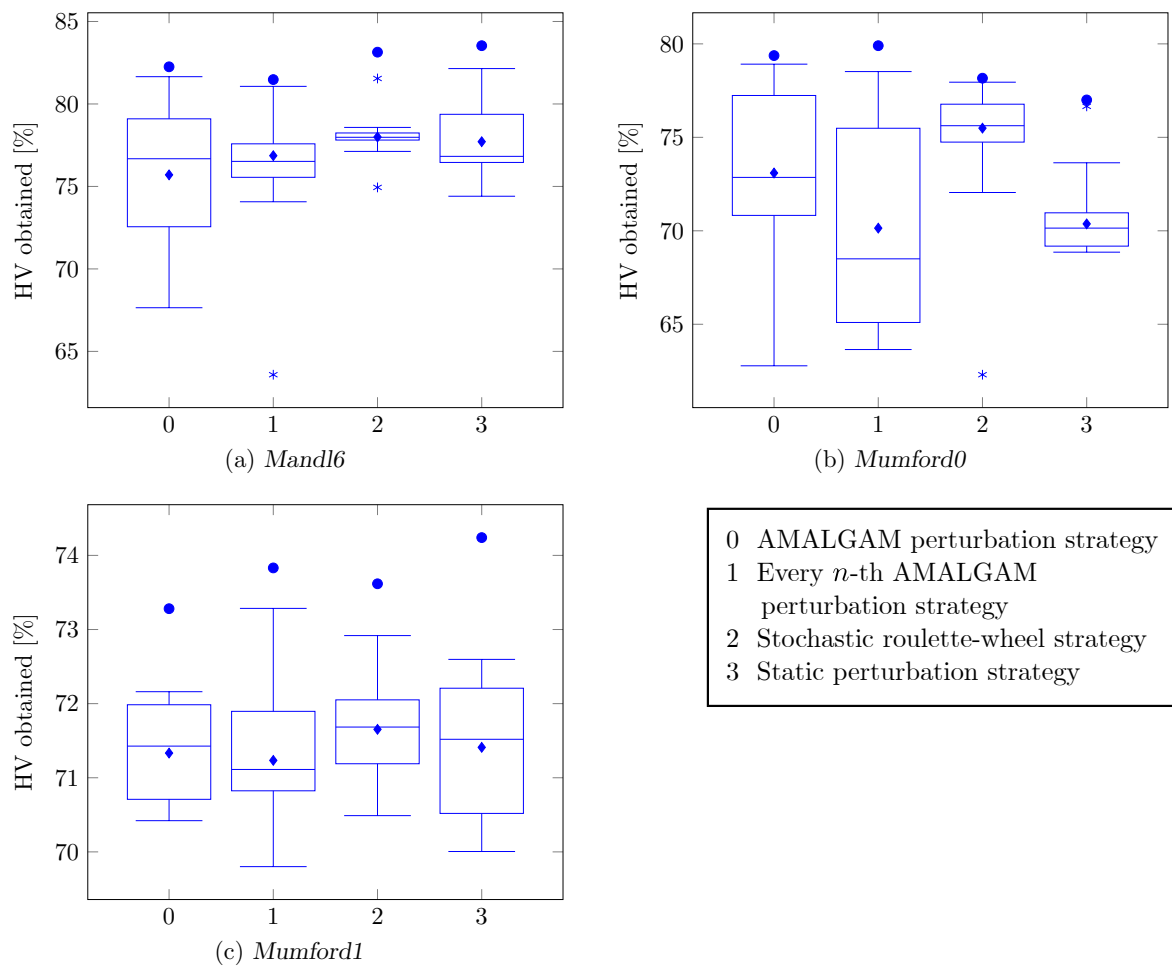 85
80
75
70
65
HV obtained [%]
0 1 2 3
(a) Mandl6
80
75
70
65
HV obtained [%]
0 1 2 3
(b) Mumford0
74
73
72
71
70
HV obtained [%]
0 1 2 3
(c) Mumford1
0 AMALGAM perturbation strategy
1 Every n-th AMALGAM
perturbation strategy
2 Stochastic roulette-wheel strategy
3 Static perturbation strategy